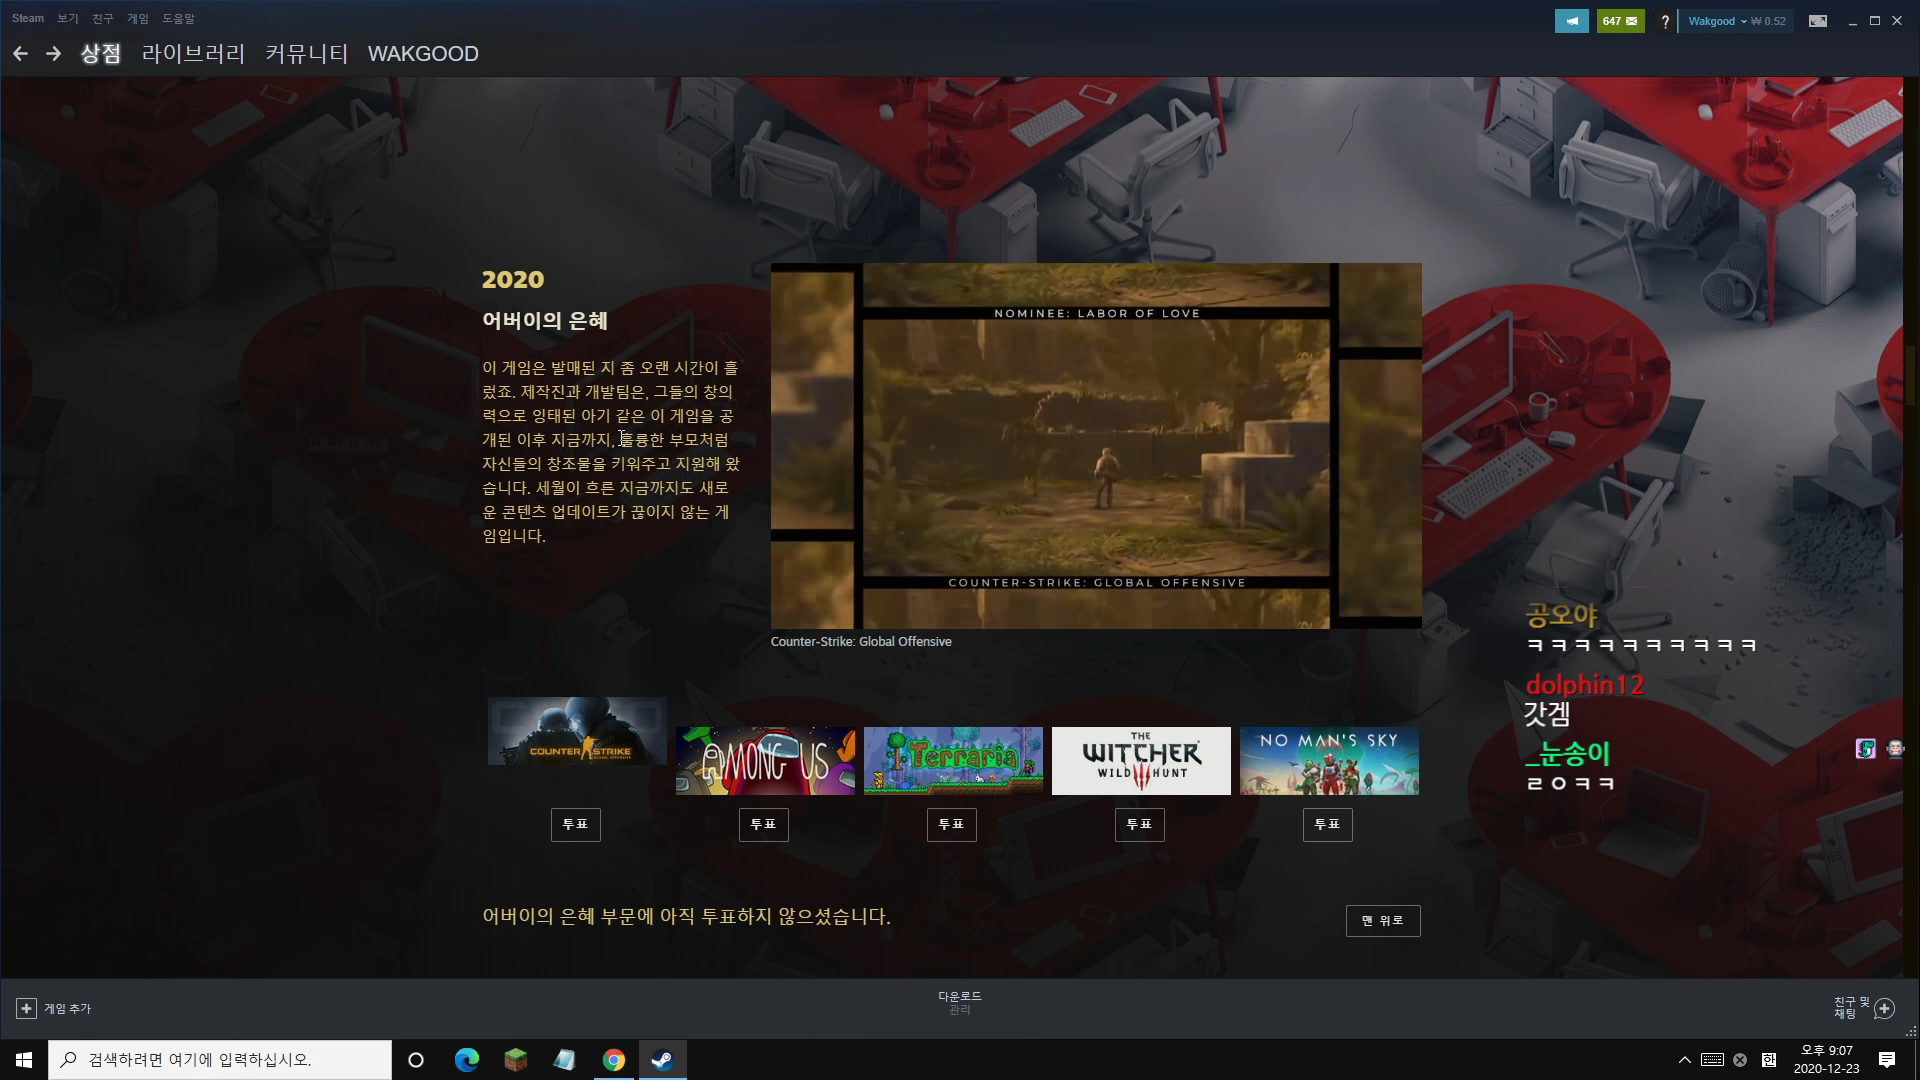 Steam 보기 친구 게임 도움말
647
?
Wakgood ₩ 0.52
상점 라이브러리 커뮤니티 WAKGOOD
2020
어버이의 은혜
이 게임은 발매된 지 좀 오랜 시간이 흘
렀죠. 제작진과 개발팀은, 그들의 창의
력으로 잉태된 아기 같은 이 게임을 공
개된 이후 지금까지, 훌륭한 부모처럼
자신들의 창조물을 키워주고 지원해 왔
습니다. 세월이 흐른 지금까지도 새로
운 콘텐츠 업데이트가 끊이지 않는 게
임입니다.
NOMINEE: LABOR OF LOVE
COUNTER-STRIKE: GLOBAL OFFENSIVE
Counter-Strike: Global Offensive
공오야
ㅋㅋㅋㅋㅋㅋㅋㅋㅋㅋ
dolphin12
갓겜
_눈송이
ㄹㅇㅋㅋ
COUNTER STRIKE
GLOBAL OFFENSIVE
AMONG US
Terraria
THE WITCHER WILD HUNT
NO MAN'S SKY
투표 투표 투표 투표 투표
어버이의 은혜 부문에 아직 투표하지 않으셨습니다.
맨 위로
게임 추가
다운로드
관리
친구 및
채팅
검색하려면 여기에 입력하십시오.
한
오후 9:07
2020-12-23